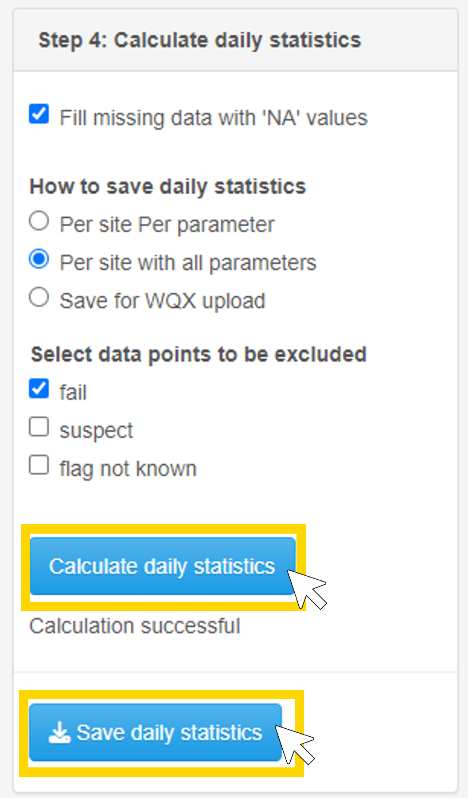 Step 4: Calculate daily statistics
Fill missing data with 'NA' values
How to save daily statistics
Per site Per parameter
Per site with all parameters
Save for WQX upload
Select data points to be excluded
fail
suspect
flag not known
Calculate daily statistics
Calculation successful
Save daily statistics